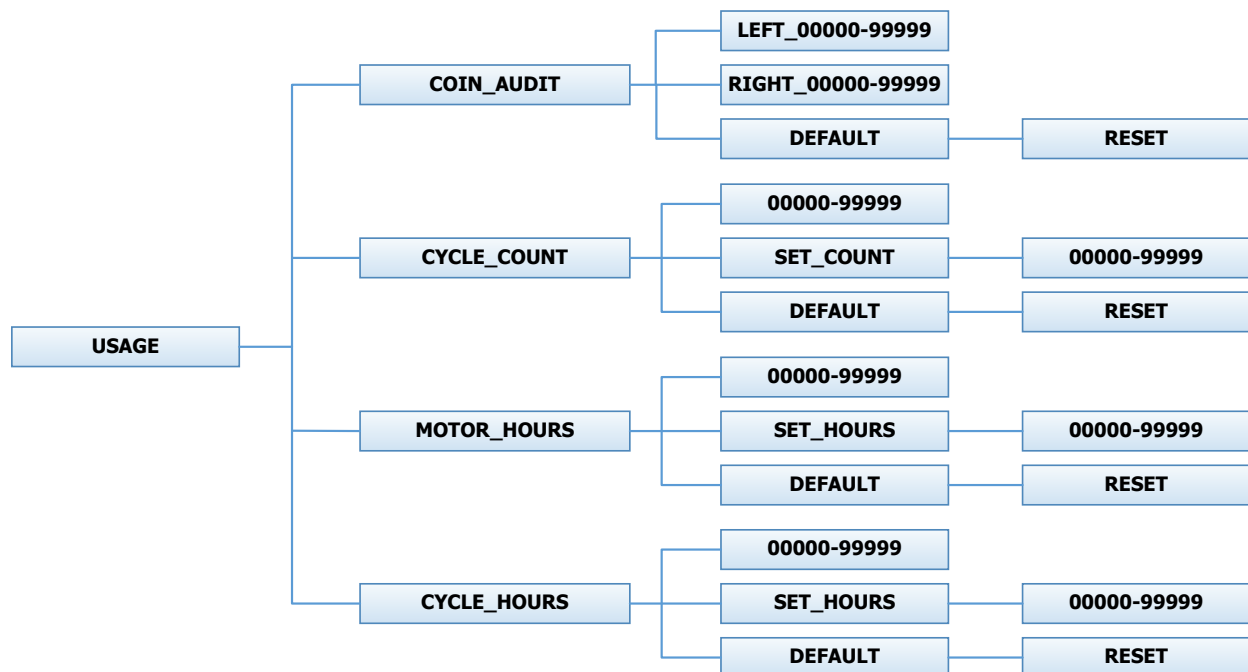 LEFT_00000-99999
COIN_AUDIT
RIGHT_00000-99999
DEFAULT
RESET
00000-99999
CYCLE_COUNT
SET_COUNT
00000-99999
DEFAULT
RESET
USAGE
00000-99999
MOTOR_HOURS
SET_HOURS
00000-99999
DEFAULT
RESET
00000-99999
CYCLE_HOURS
SET_HOURS
00000-99999
DEFAULT
RESET